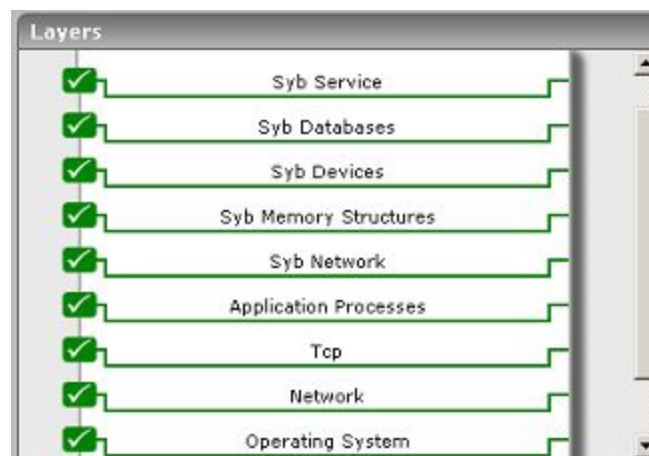 Layers
Syb Service
Syb Databases
Syb Devices
Syb Memory Structures
Syb Network
Application Processes
Tcp
Network
Operating System